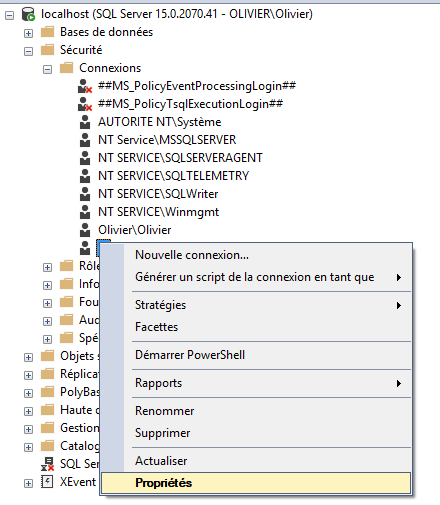 localhost (SQL Server 15.0.2070.41 - OLIVIER\Olivier)
Bases de données
Sécurité
Connexions
##MS_PolicyEventProcessingLogin##
##MS_PolicyTsqlExecutionLogin##
AUTORITE NT\Système
NT Service\MSSQLSERVER
NT SERVICE\SQLSERVERAGENT
NT SERVICE\SQLTELEMETRY
NT SERVICE\SQLWriter
NT SERVICE\Winmgmt
Olivier\Olivier
Rôle
Info
Four
Aud
Spé
Objets s
Réplicat
PolyBas
Haute d
Gestion
Catalog
SQL Ser
XEvent
Nouvelle connexion...
Générer un script de la connexion en tant que
Stratégies
Facettes
Démarrer PowerShell
Rapports
Renommer
Supprimer
Actualiser
Propriétés